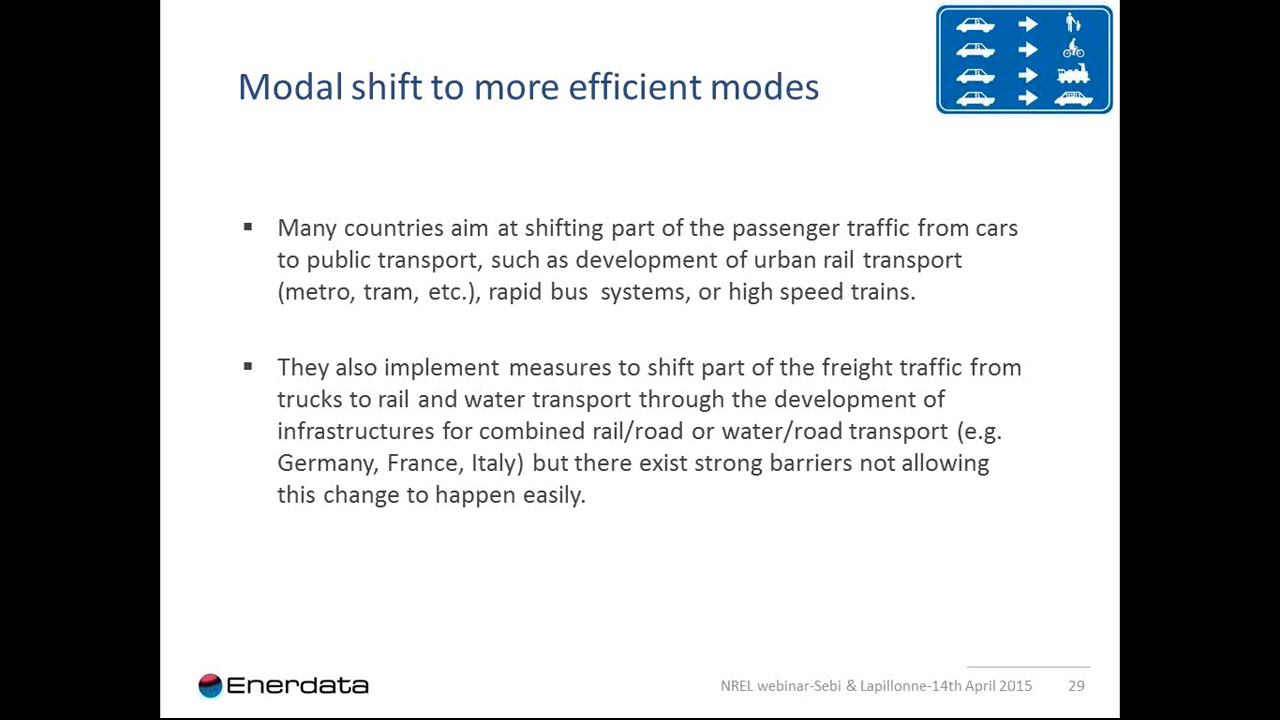 Modal shift to more efficient modes
▪ Many countries aim at shifting part of the passenger traffic from cars
to public transport, such as development of urban rail transport
(metro, tram, etc.), rapid bus systems, or high speed trains.
▪ They also implement measures to shift part of the freight traffic from
trucks to rail and water transport through the development of
infrastructures for combined rail/road or water/road transport (e.g.
Germany, France, Italy) but there exist strong barriers not allowing
this change to happen easily.
Enerdata
NREL webinar-Sebi & Lapillonne-14th April 2015 29